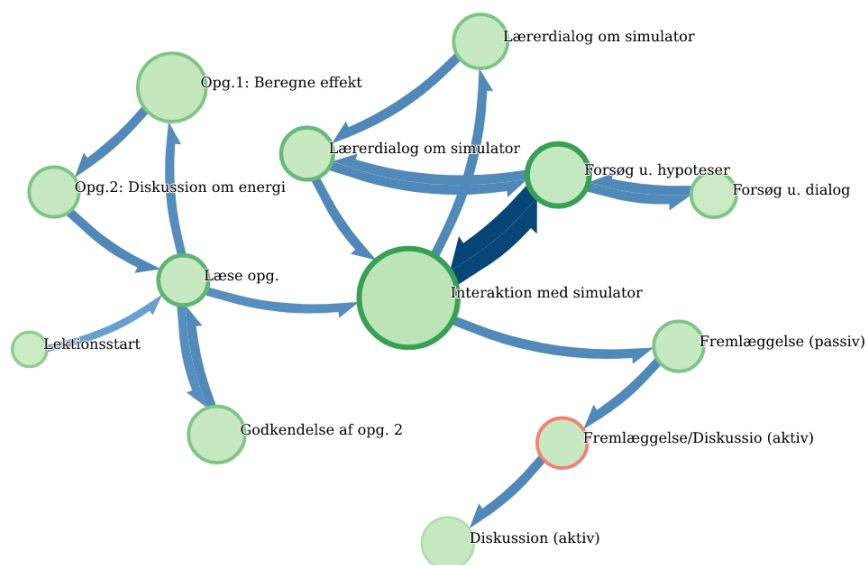 Lærerdialog om simulator
Opg.1: Beregne effekt
Lærerdialog om simulator
Forsøg u. hypoteser
Opg.2: Diskussion om energi
Forsøg u. dialog
Læse opg.
Interaktion med simulator
Lektionsstart
Fremlæggelse (passiv)
Godkendelse af opg. 2
Fremlæggelse/Diskussio (aktiv)
Diskussion (aktiv)